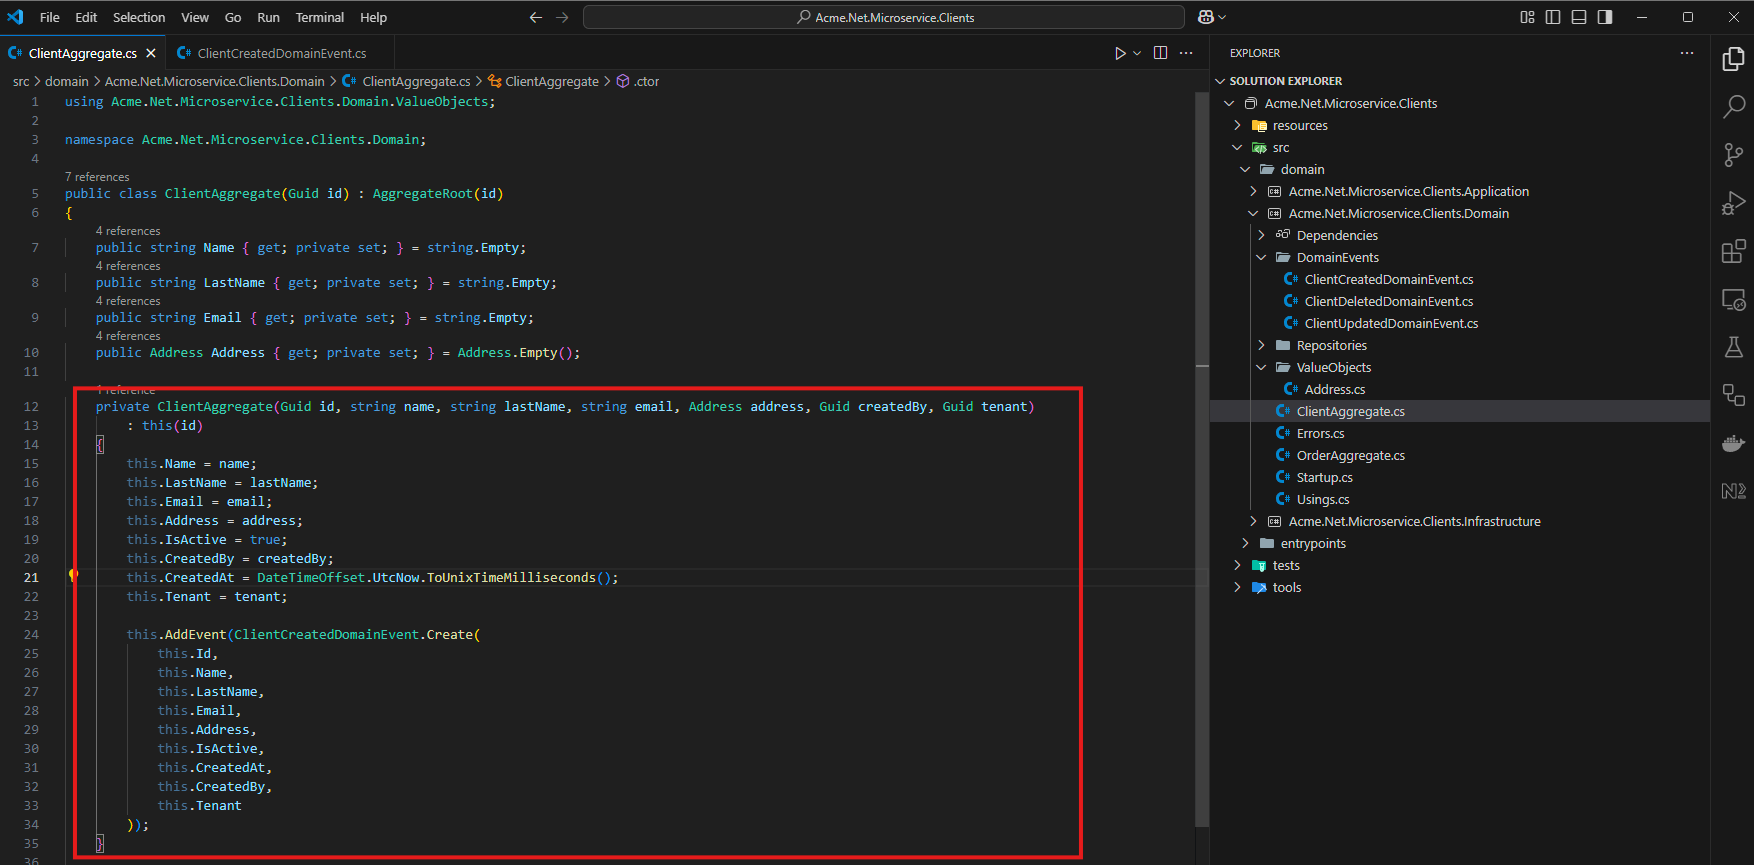 File Edit Selection View Go Run Terminal Help
Acme.Net.Microservice.Clients
ClientAggregate.cs
ClientCreatedDomainEvent.cs
src > domain > Acme.Net.Microservice.Clients.Domain > ClientAggregate.cs > ClientAggregate > .ctor
1 using Acme.Net.Microservice.Clients.Domain.ValueObjects;
2
3 namespace Acme.Net.Microservice.Clients.Domain;
4
7 references
5 public class ClientAggregate(Guid id) : AggregateRoot(id)
6 {
4 references
7 public string Name { get; private set; } = string.Empty;
4 references
8 public string LastName { get; private set; } = string.Empty;
4 references
9 public string Email { get; private set; } = string.Empty;
4 references
10 public Address Address { get; private set; } = Address.Empty();
11
1 reference
12 private ClientAggregate(Guid id, string name, string lastName, string email, Address address, Guid createdBy, Guid tenant)
13 : this(id)
14 {
15 this.Name = name;
16 this.LastName = lastName;
17 this.Email = email;
18 this.Address = address;
19 this.IsActive = true;
20 this.CreatedBy = createdBy;
21 this.CreatedAt = DateTimeOffset.UtcNow.ToUnixTimeMilliseconds();
22 this.Tenant = tenant;
23
24 this.AddEvent(ClientCreatedDomainEvent.Create(
25 this.Id,
26 this.Name,
27 this.LastName,
28 this.Email,
29 this.Address,
30 this.IsActive,
31 this.CreatedAt,
32 this.CreatedBy,
33 this.Tenant
34 ));
35 }
36
EXPLORER
SOLUTION EXPLORER
Acme.Net.Microservice.Clients
resources
src
domain
Acme.Net.Microservice.Clients.Application
Acme.Net.Microservice.Clients.Domain
Dependencies
DomainEvents
ClientCreatedDomainEvent.cs
ClientDeletedDomainEvent.cs
ClientUpdatedDomainEvent.cs
Repositories
ValueObjects
Address.cs
ClientAggregate.cs
Errors.cs
OrderAggregate.cs
Startup.cs
Usings.cs
Acme.Net.Microservice.Clients.Infrastructure
entrypoints
tests
tools